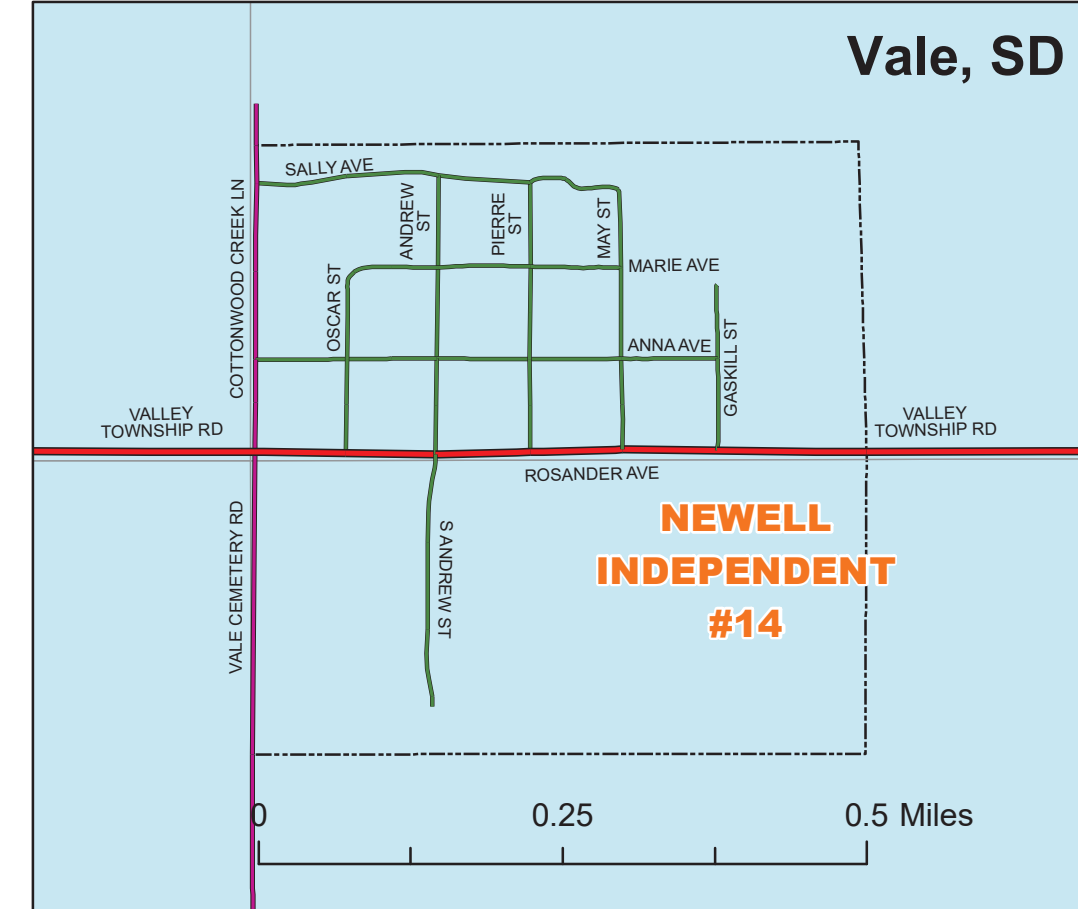 Vale, SD
SALLY AVE
COTTONWOOD CREEK LN
ANDREW
ST
PIERRE
ST
MAY ST
OSCAR ST
MARIE AVE
ANNA AVE
GASKILL ST
VALLEY
TOWNSHIP RD
VALLEY
TOWNSHIP RD
ROSANDER AVE
VALE CEMETERY RD
S ANDREW ST
NEWELL
INDEPENDENT
#14
0 0.25 0.5 Miles